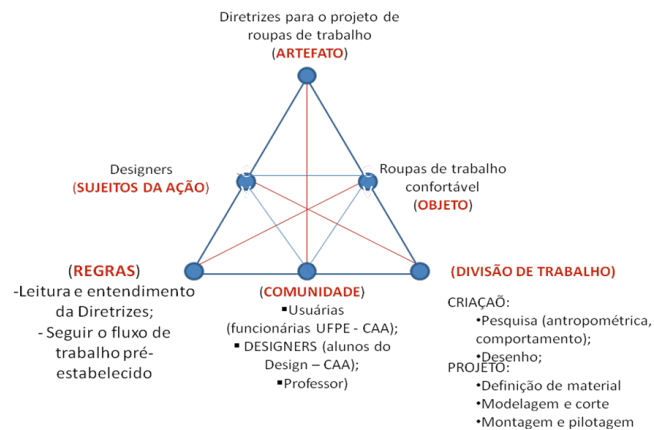 Diretrizes para o projeto de
roupas de trabalho
(ARTEFATO)
Designers
(SUJEITOS DA AÇÃO)
Roupas de trabalho
confortável
(OBJETO)
(REGRAS)
-Leitura e entendimento
da Diretrizes;
- Seguir o fluxo de
trabalho pré-
estabelecido
(COMUNIDADE)
▪Usuárias
(funcionárias UFPE - CAA);
▪ DESIGNERS (alunos do
Design – CAA);
▪Professor)
(DIVISÃO DE TRABALHO)
CRIAÇAÕ:
•Pesquisa (antropométrica,
comportamento);
•Desenho;
PROJETO:
•Definição de material
•Modelagem e corte
•Montagem e pilotagem